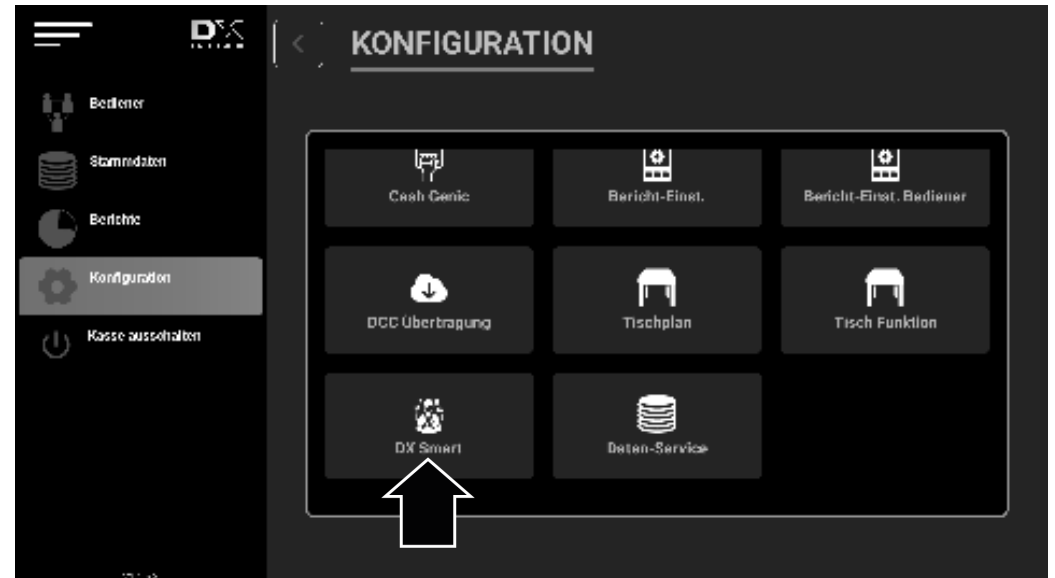 DX
KONFIGURATION
Bediener
Stammdaten
Berichte
Konfiguration
Kasse ausschalten
Cash Genic
Bericht-Einst.
Bericht-Einst. Bediener
DCC Übertragung
Tischplan
Tisch Funktion
DX Smart
Daten-Service